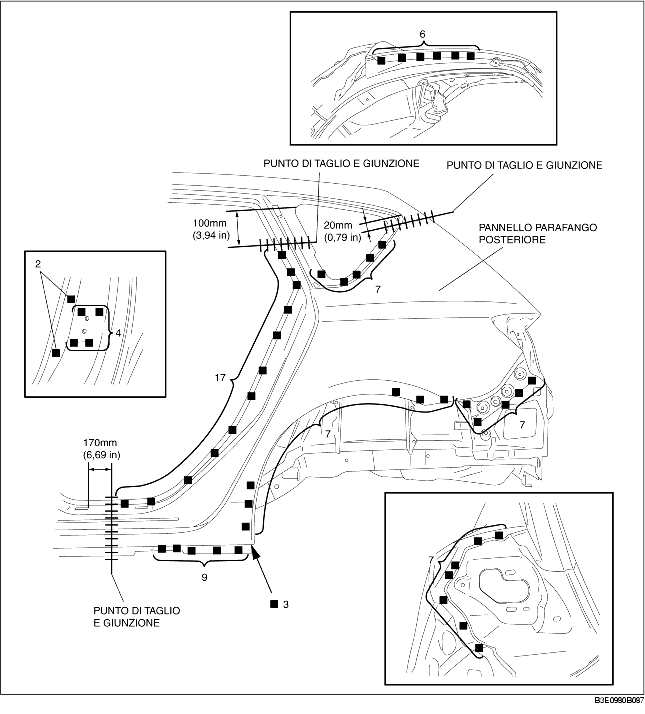 6
PUNTO DI TAGLIO E GIUNZIONE
PUNTO DI TAGLIO E GIUNZIONE
100mm
(3,94 in)
20mm
(0,79 in)
PANNELLO PARAFANGO
POSTERIORE
2
4
7
17
7
7
170mm
(6,69 in)
7
9
3
PUNTO DI TAGLIO
E GIUNZIONE
B3E0980B097